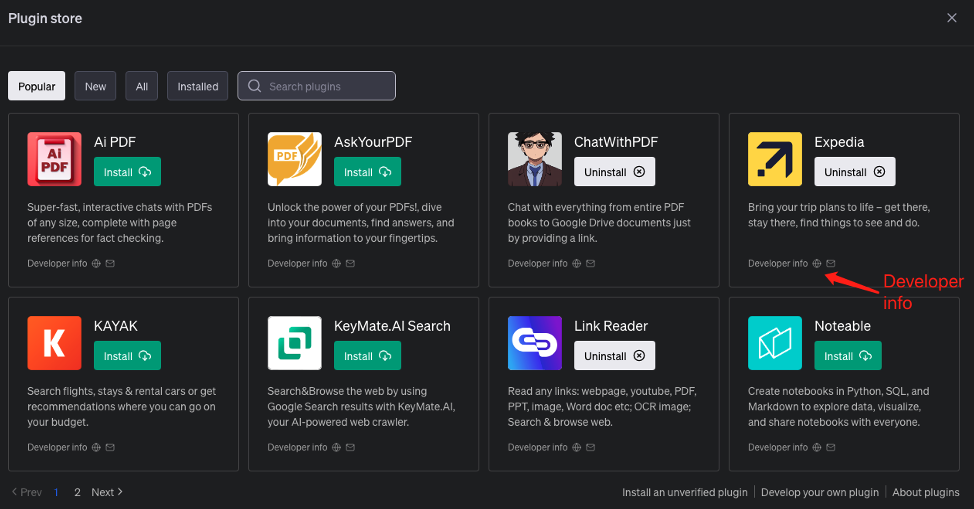 Plugin store
Popular
New
All
Installed
Search plugins
Ai PDF
Ai PDF
Install
Super-fast, interactive chats with PDFs
of any size, complete with page
references for fact checking.
Developer info
PDF
AskYourPDF
Install
Unlock the power of your PDFs!, dive
into your documents, find answers, and
bring information to your fingertips.
Developer info
ChatWithPDF
Uninstall
Chat with everything from entire PDF
books to Google Drive documents just
by providing a link.
Developer info
Expedia
Uninstall
Bring your trip plans to life – get there,
stay there, find things to see and do.
Developer info
Developer
info
K
KAYAK
Install
Search flights, stays & rental cars or get
recommendations where you can go on
your budget.
Developer info
KeyMate.AI Search
Install
Search&Browse the web by using
Google Search results with KeyMate.AI,
your AI-powered web crawler.
Developer info
Link Reader
Uninstall
Read any links: webpage, youtube, PDF,
PPT, image, Word doc etc; OCR image;
Search & browse web.
Developer info
Noteable
Install
Create notebooks in Python, SQL, and
Markdown to explore data, visualize,
and share notebooks with everyone.
Developer info
Prev 1 2 Next
Install an unverified plugin | Develop your own plugin | About plugins